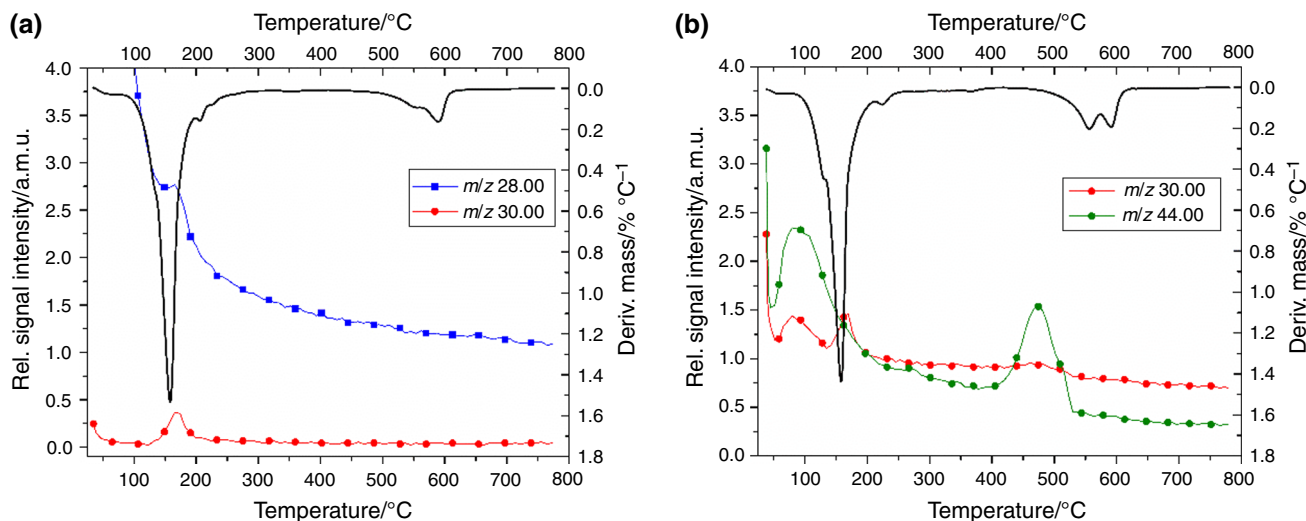 (a)
Temperature/°C
100 200 300 400 500 600 700 800
4.0
3.5
3.0
2.5
2.0
1.5
1.0
0.5
0.0
Rel. signal intensity/a.m.u.
m/z 28.00
m/z 30.00
0.0
0.2
0.4
0.6
0.8
1.0
1.2
1.4
1.6
1.8
Deriv. mass/% °C−1
100 200 300 400 500 600 700 800
Temperature/°C
(b)
Temperature/°C
100 200 300 400 500 600 700 800
4.0
3.5
3.0
2.5
2.0
1.5
1.0
0.5
0.0
Rel. signal intensity/a.m.u.
m/z 30.00
m/z 44.00
0.0
0.2
0.4
0.6
0.8
1.0
1.2
1.4
1.6
1.8
Deriv. mass/% °C−1
100 200 300 400 500 600 700 800
Temperature/°C